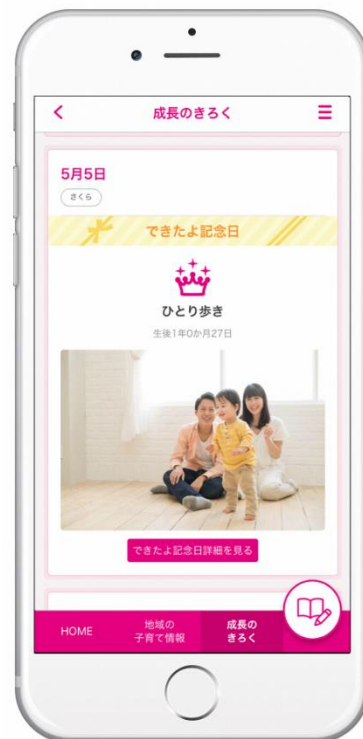 成長のきろく
5月5日
さくら
できたよ記念日
ひとり歩き
生後1年0か月27日
できたよ記念日詳細を見る
HOME
地域の
子育て情報
成長の
きろく